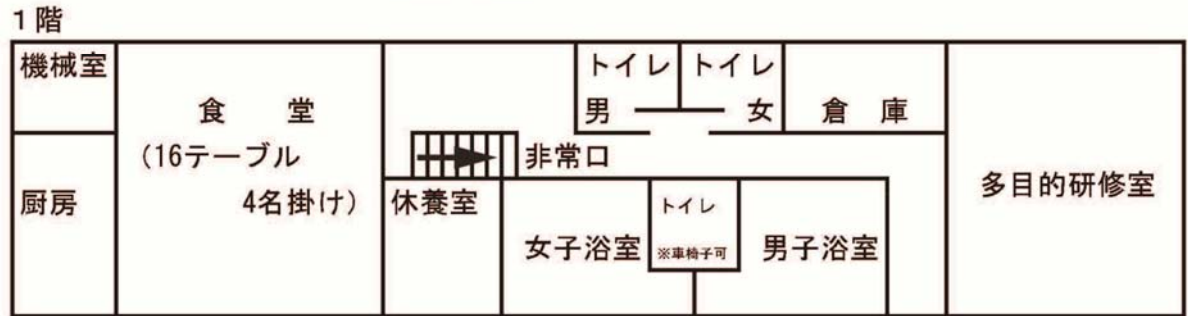 1階
機械室
食　堂
(16テーブル
4名掛け)
厨房
トイレ
男
トイレ
女
倉　庫
非常口
休養室
女子浴室
トイレ
※車椅子可
男子浴室
多目的研修室